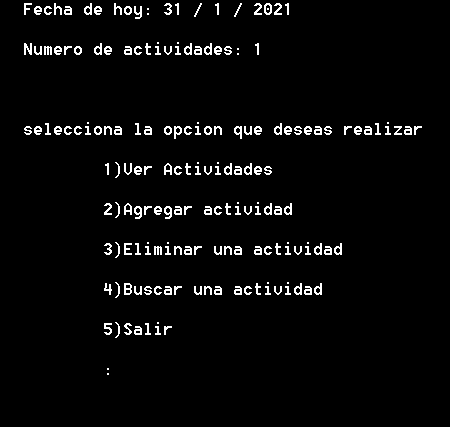 Fecha de hoy: 31 / 1 / 2021
Numero de actividades: 1
selecciona la opcion que deseas realizar
1)Ver Actividades
2)Agregar actividad
3)Eliminar una actividad
4)Buscar una actividad
5)Salir
: